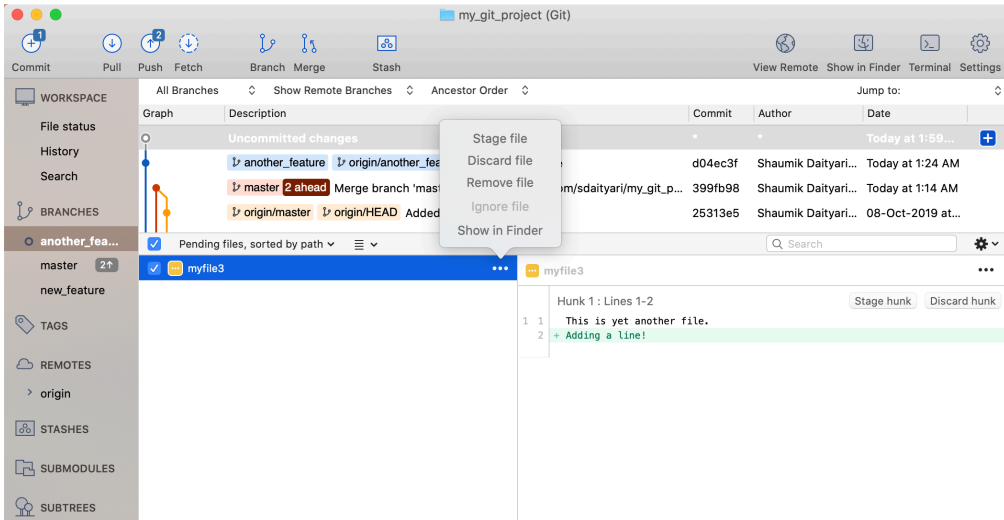 my_git_project (Git)
1
2
Commit
Pull
Push
Fetch
Branch
Merge
Stash
View Remote
Show in Finder
Terminal
Settings
WORKSPACE
File status
History
Search
BRANCHES
another_fea...
master
2↑
new_feature
TAGS
REMOTES
origin
STASHES
SUBMODULES
SUBTREES
All Branches
Show Remote Branches
Ancestor Order
Jump to:
Graph
Description
Commit
Author
Date
Uncommitted changes
*
*
Today at 1:59...
another_feature origin/another_fea
d04ec3f
Shaumik Daityari...
Today at 1:24 AM
master 2 ahead Merge branch 'mast
om/sdaityari/my_git_p...
399fb98
Shaumik Daityari...
Today at 1:14 AM
origin/master origin/HEAD Added
25313e5
Shaumik Daityari...
08-Oct-2019 at...
Stage file
Discard file
Remove file
Ignore file
Show in Finder
Pending files, sorted by path
Search
myfile3
myfile3
Hunk 1 : Lines 1-2
Stage hunk
Discard hunk
1 1 This is yet another file.
2 + Adding a line!